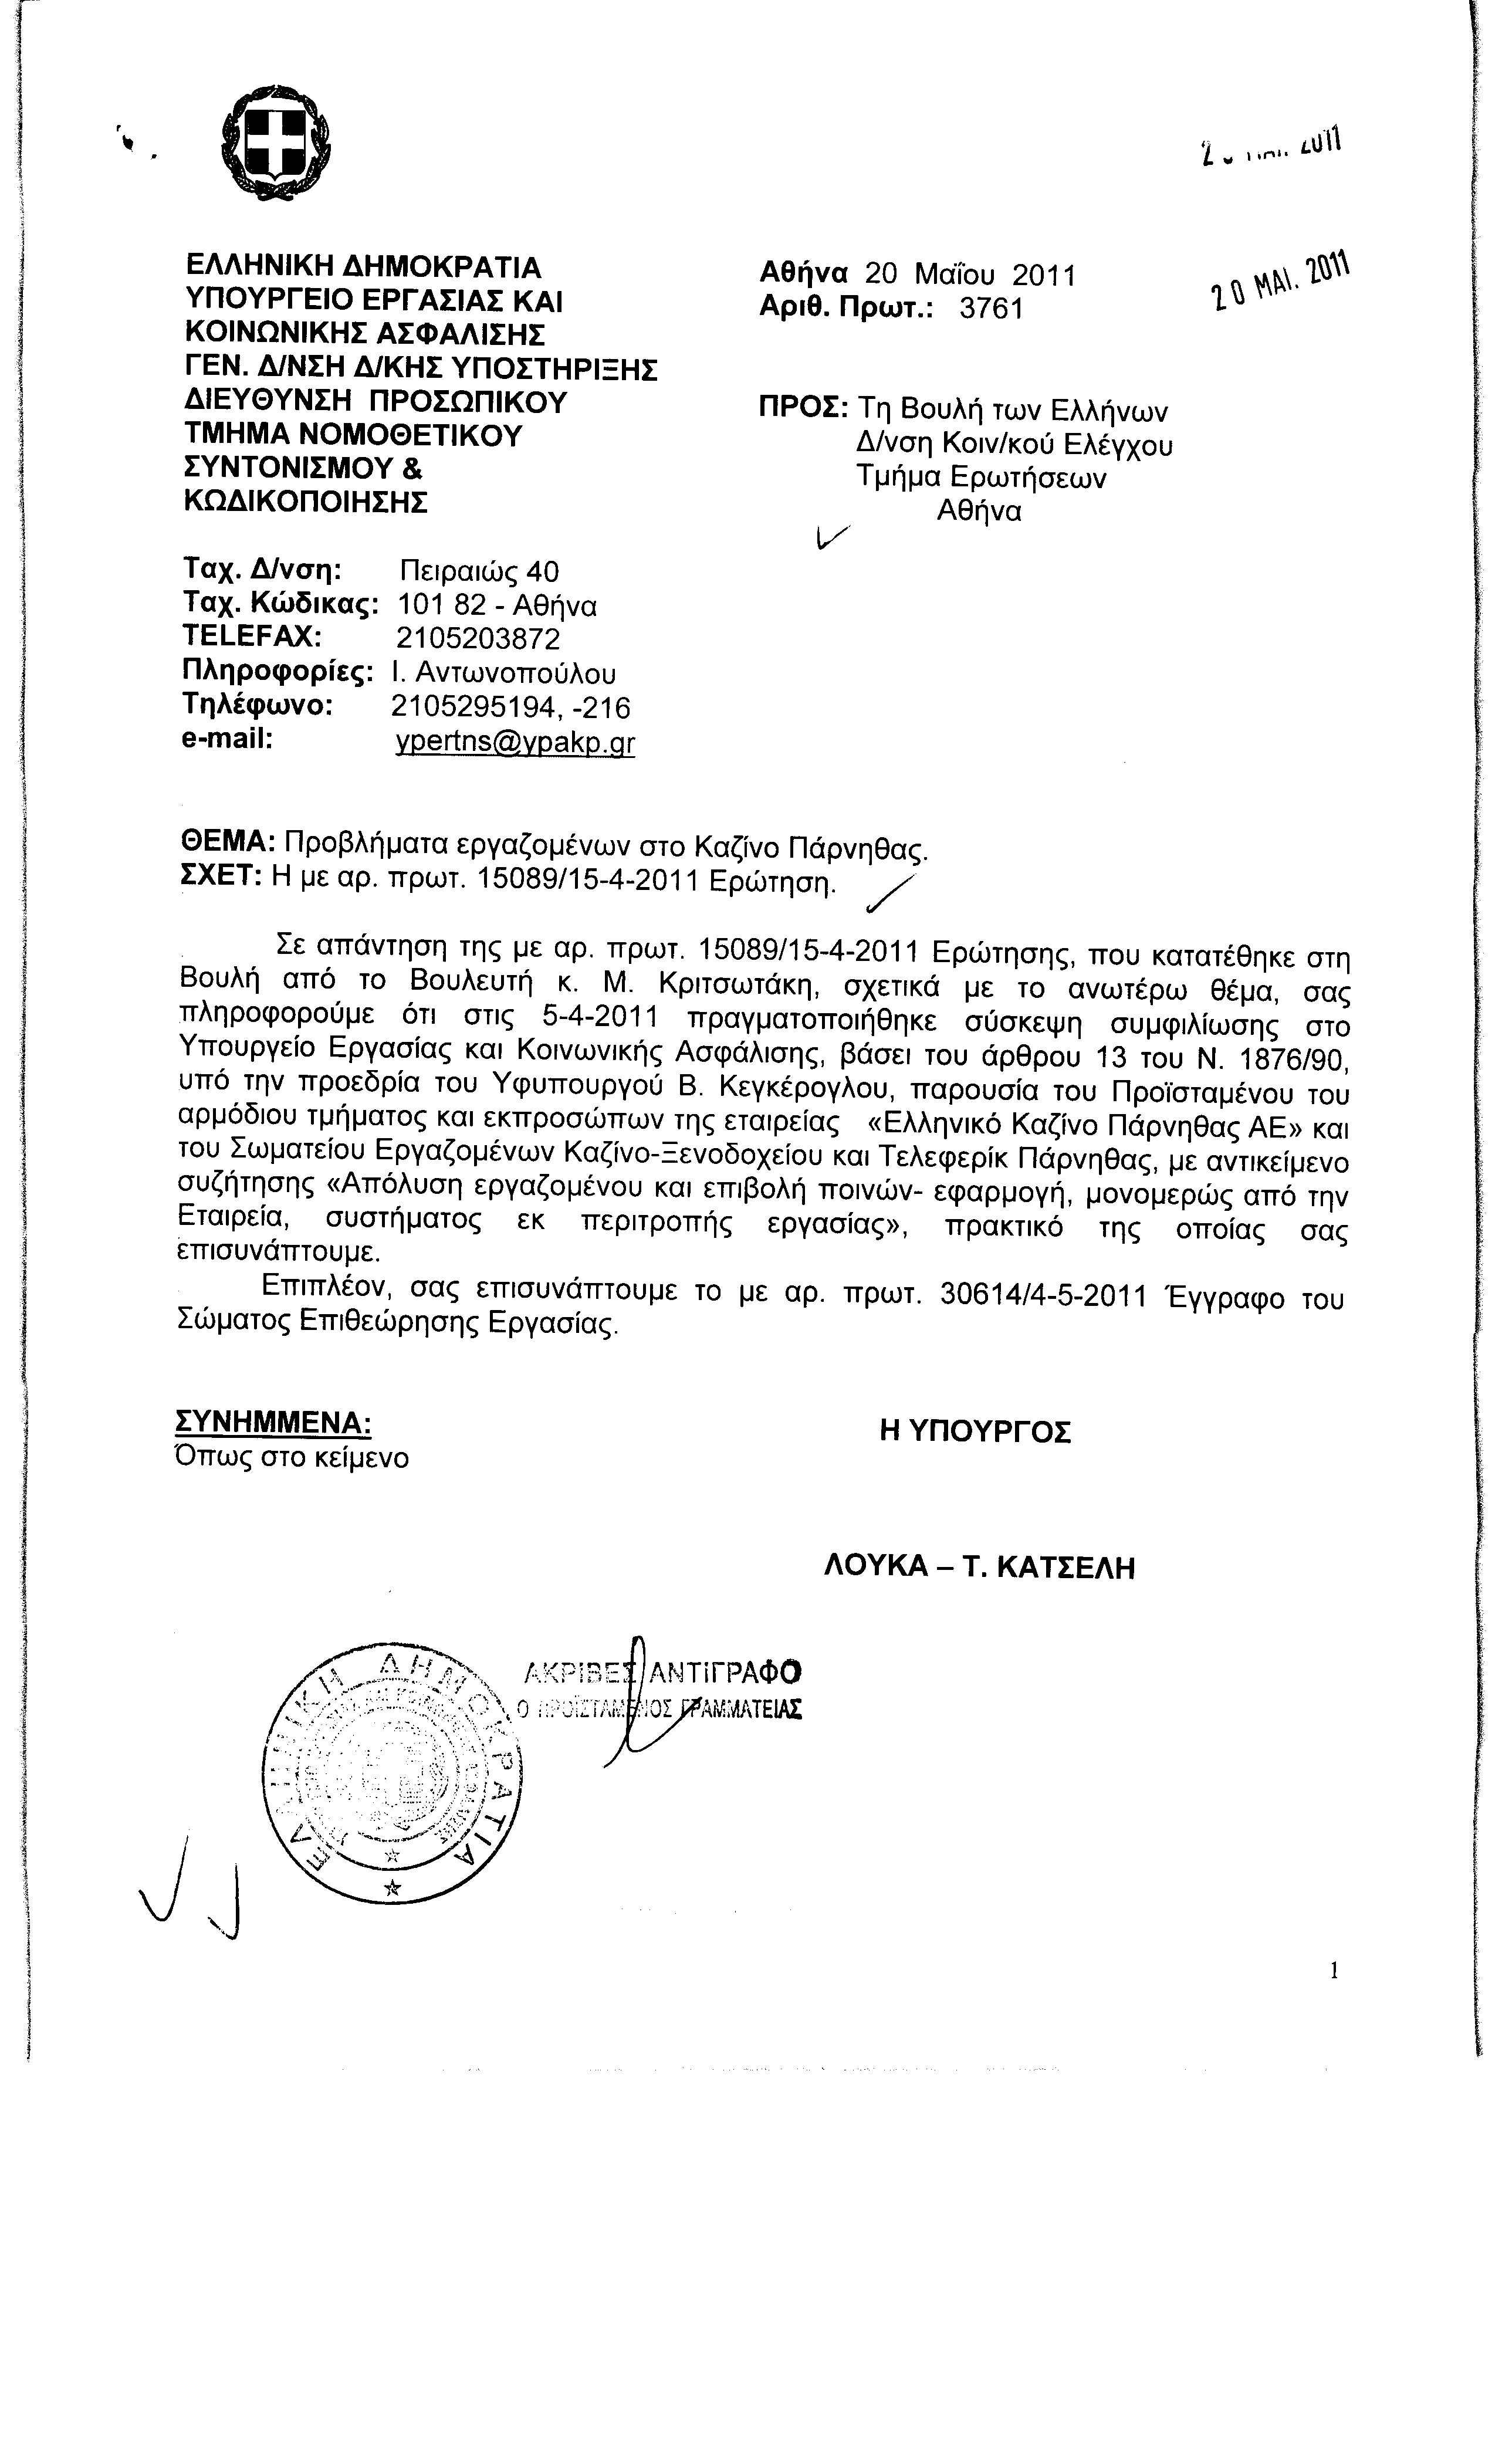 2011
ΕΛΛΗΝΙΚΗ ΔΗΜΟΚΡΑΤΙΑ
ΥΠΟΥΡΓΕΙΟ ΕΡΓΑΣΙΑΣ ΚΑΙ
ΚΟΙΝΩΝΙΚΗΣ ΑΣΦΑΛΙΣΗΣ
ΓΕΝ. Δ/ΝΣΗ Δ/ΚΗΣ ΥΠΟΣΤΗΡΙΞΗΣ
ΔΙΕΥΘΥΝΣΗ ΠΡΟΣΩΠΙΚΟΥ
ΤΜΗΜΑ ΝΟΜΟΘΕΤΙΚΟΥ
ΣΥΝΤΟΝΙΣΜΟΥ &
ΚΩΔΙΚΟΠΟΙΗΣΗΣ
Αθήνα 20 Μαΐου 2011
Αριθ. Πρωτ.: 3761
20 ΜΑΙ. 2011
ΠΡΟΣ: Τη Βουλή των Ελλήνων
Δ/νση Κοιν/κού Ελέγχου
Τμήμα Ερωτήσεων
Αθήνα
Ταχ. Δ/νση: Πειραιώς 40
Ταχ. Κώδικας: 101 82 - Αθήνα
TELEFAX: 2105203872
Πληροφορίες: Ι. Αντωνοπούλου
Τηλέφωνο: 2105295194, -216
e-mail: ypertns@ypakp.gr
ΘΕΜΑ: Προβλήματα εργαζομένων στο Καζίνο Πάρνηθας.
ΣΧΕΤ: Η με αρ. πρωτ. 15089/15-4-2011 Ερώτηση.
Σε απάντηση της με αρ. πρωτ. 15089/15-4-2011 Ερώτησης, που κατατέθηκε στη
Βουλή από το Βουλευτή κ. Μ. Κριτσωτάκη, σχετικά με το ανωτέρω θέμα, σας
πληροφορούμε ότι στις 5-4-2011 πραγματοποιήθηκε σύσκεψη συμφιλίωσης στο
Υπουργείο Εργασίας και Κοινωνικής Ασφάλισης, βάσει του άρθρου 13 του Ν. 1876/90,
υπό την προεδρία του Υφυπουργού Β. Κεγκέρογλου, παρουσία του Προϊσταμένου του
αρμόδιου τμήματος και εκπροσώπων της εταιρείας «Ελληνικό Καζίνο Πάρνηθας ΑΕ» και
του Σωματείου Εργαζομένων Καζίνο-Ξενοδοχείου και Τελεφερίκ Πάρνηθας, με αντικείμενο
συζήτησης «Απόλυση εργαζομένου και επιβολή ποινών- εφαρμογή, μονομερώς από την
Εταιρεία, συστήματος εκ περιτροπής εργασίας», πρακτικό της οποίας σας
επισυνάπτουμε.
Επιπλέον, σας επισυνάπτουμε το με αρ. πρωτ. 30614/4-5-2011 Έγγραφο του
Σώματος Επιθεώρησης Εργασίας.
ΣΥΝΗΜΜΕΝΑ:
Όπως στο κείμενο
Η ΥΠΟΥΡΓΟΣ
ΛΟΥΚΑ – Τ. ΚΑΤΣΕΛΗ
ΑΚΡΙΒΕΣ ΑΝΤΙΓΡΑΦΟ
Ο ΠΡΟΪΣΤΑΜΕΝΟΣ ΓΡΑΜΜΑΤΕΙΑΣ
ΕΛΛΗΝΙΚΗ ΔΗΜΟΚΡΑΤΙΑ
1